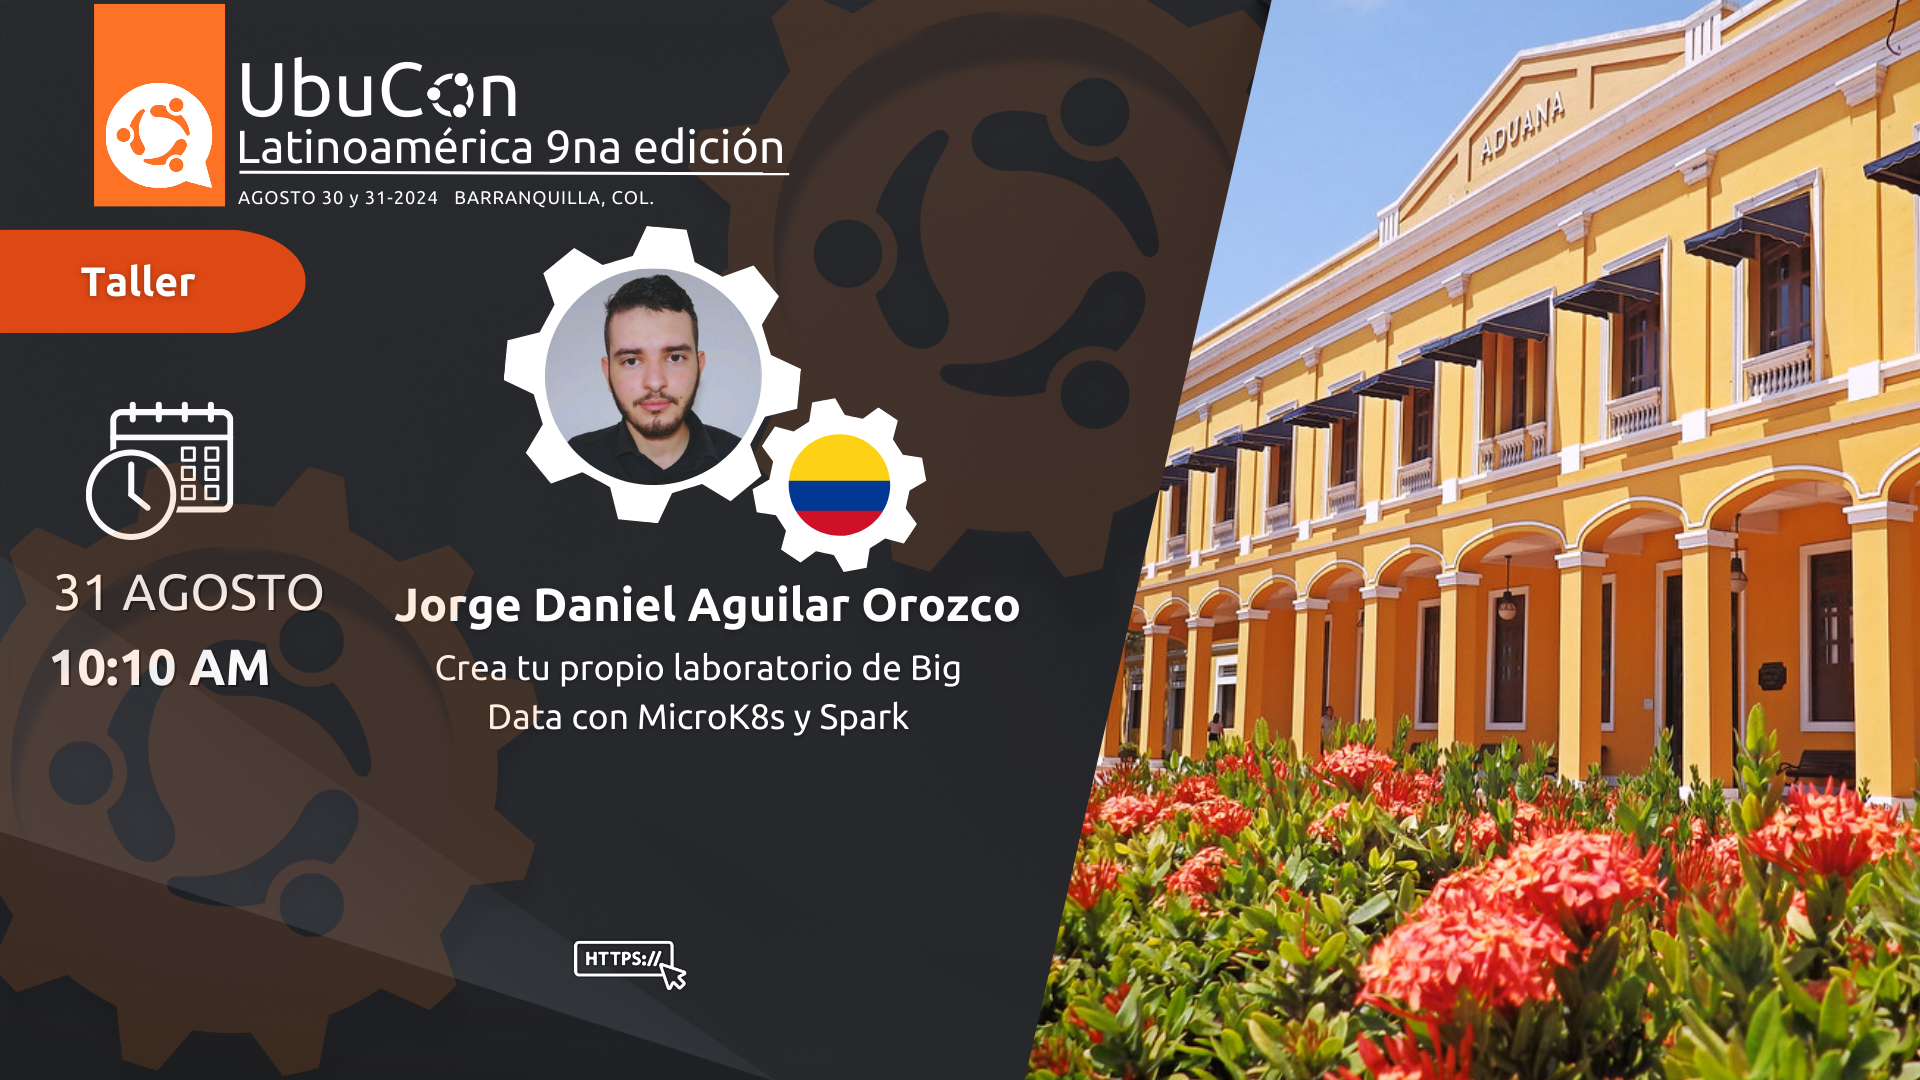 UbuCon
Latinoamérica 9na edición
AGOSTO 30 y 31-2024 BARRANQUILLA, COL.
Taller
ADUANA
31 AGOSTO
10:10 AM
Jorge Daniel Aguilar Orozco
Crea tu propio laboratorio de Big
Data con MicroK8s y Spark
HTTPS://